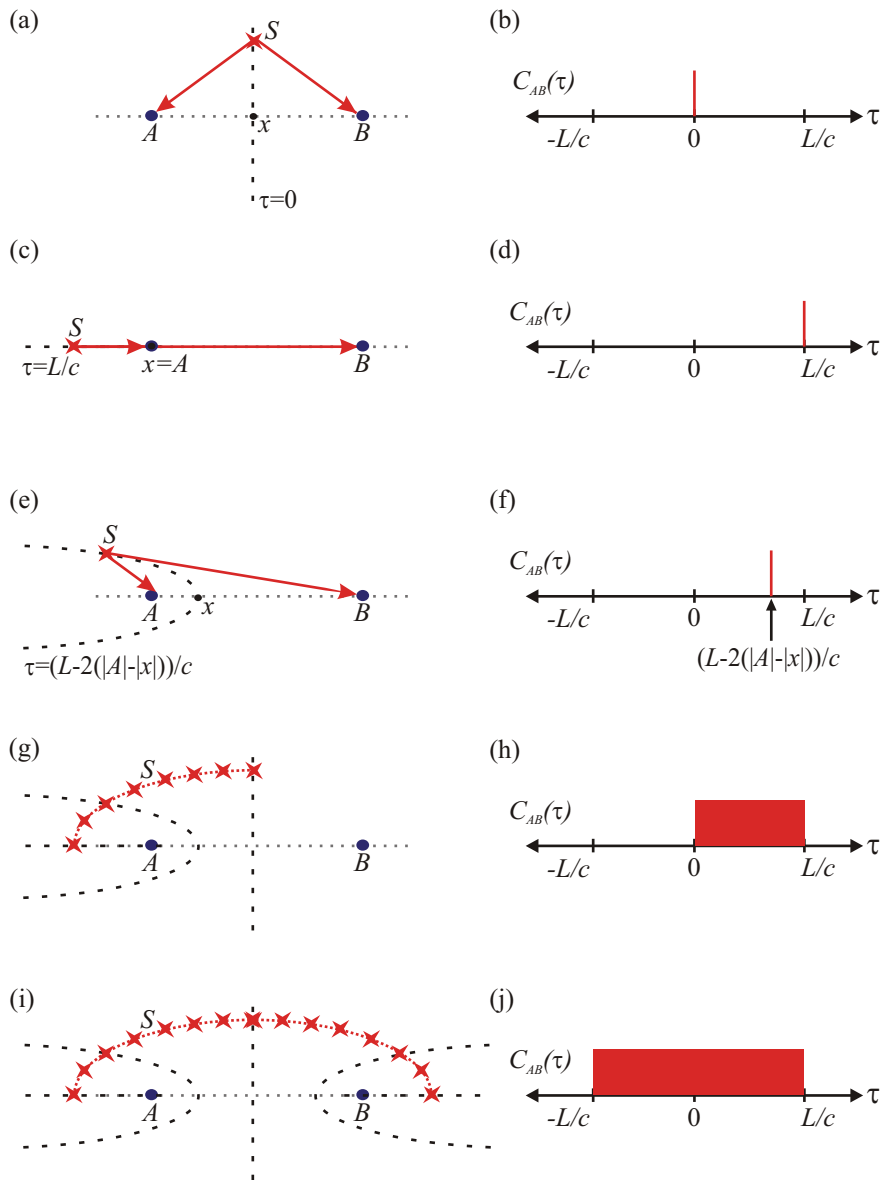 (a)
S
A
x
B
τ=0
(b)
C_AB(τ)
τ
-L/c
0
L/c
(c)
S
τ=L/c
x=A
B
(d)
C_AB(τ)
τ
-L/c
0
L/c
(e)
S
A
x
B
τ=(L-2(|A|-|x|))/c
(f)
C_AB(τ)
τ
-L/c
0
L/c
(L-2(|A|-|x|))/c
(g)
S
A
B
(h)
C_AB(τ)
τ
-L/c
0
L/c
(i)
S
A
B
(j)
C_AB(τ)
τ
-L/c
0
L/c